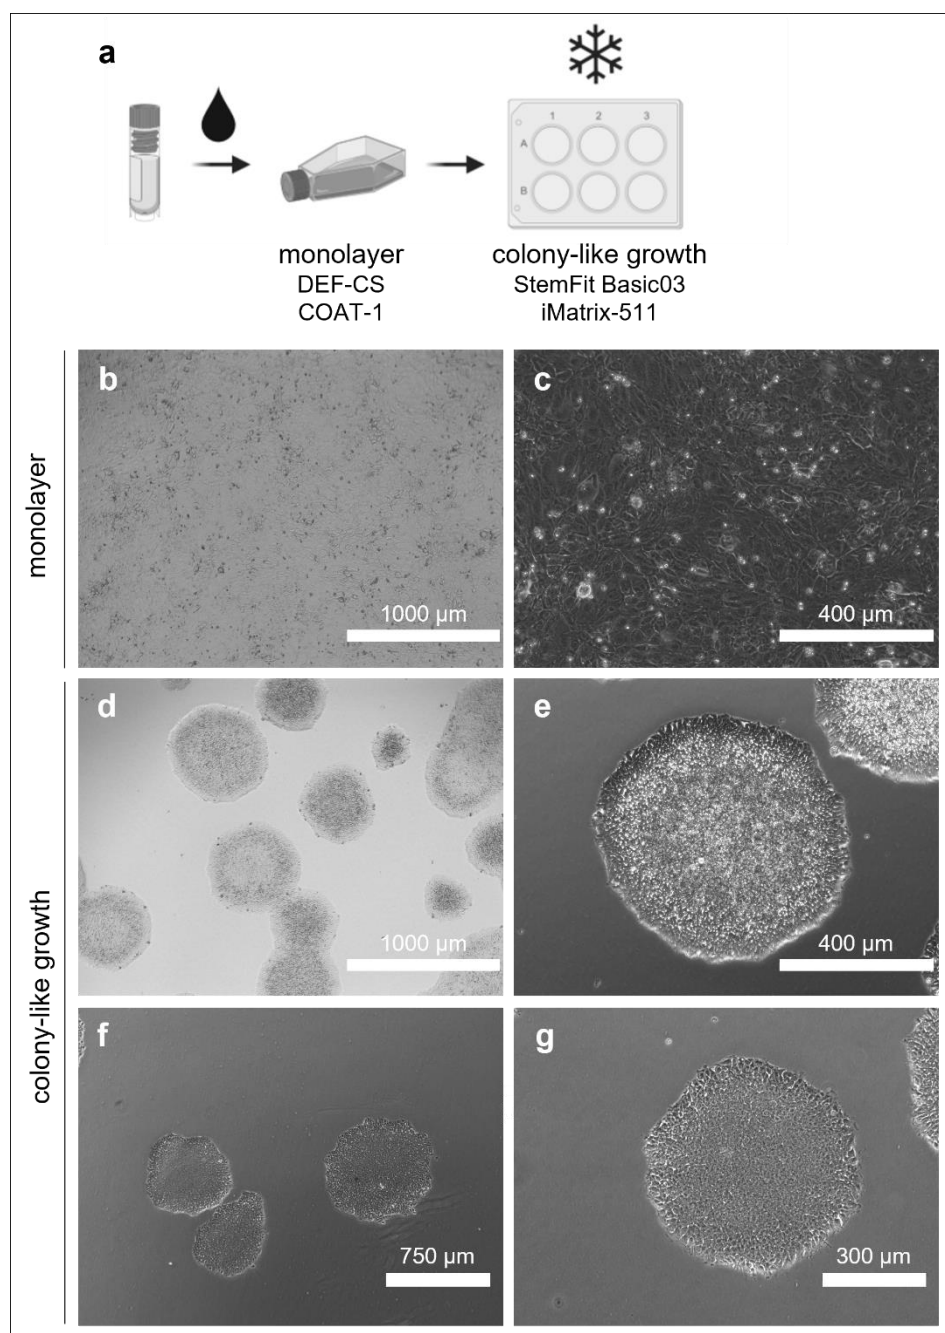 a
1 2 3
A
B
monolayer
DEF-CS
COAT-1
colony-like growth
StemFit Basic03
iMatrix-511
monolayer
b
1000 µm
c
400 µm
colony-like growth
d
1000 µm
e
400 µm
f
750 µm
g
300 µm